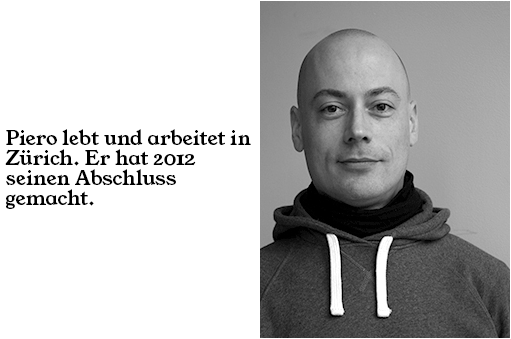 Piero lebt und arbeitet in
Zürich. Er hat 2012
seinen Abschluss
gemacht.